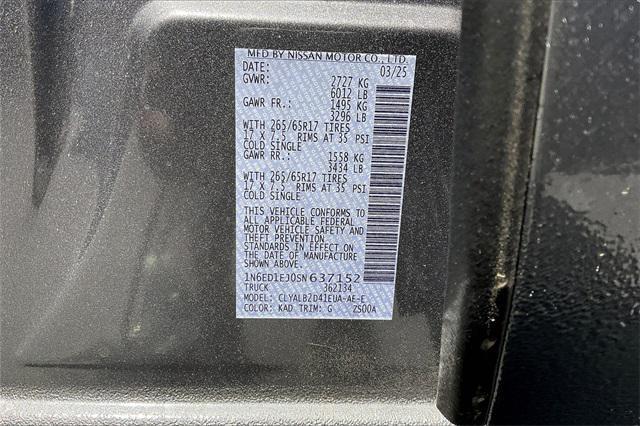 MFD BY NISSAN MOTOR CO., LTD.
DATE: 03/25
GVWR: 2727 KG
6012 LB
GAWR FR.: 1495 KG
3296 LB
WITH 265/65R17 TIRES
17 X 7.5 RIMS AT 35 PSI
COLD SINGLE
GAWR RR.: 1558 KG
3434 LB
WITH 265/65R17 TIRES
17 X 7.5 RIMS AT 35 PSI
COLD SINGLE
THIS VEHICLE CONFORMS TO
ALL APPLICABLE FEDERAL
MOTOR VEHICLE SAFETY AND
THEFT PREVENTION
STANDARDS IN EFFECT ON
THE DATE OF MANUFACTURE
SHOWN ABOVE.
1N6ED1EJ0SN637152
TRUCK 362134
MODEL: CLYALBZD41EUA-AE-E
COLOR: KAD TRIM: G ZS00A